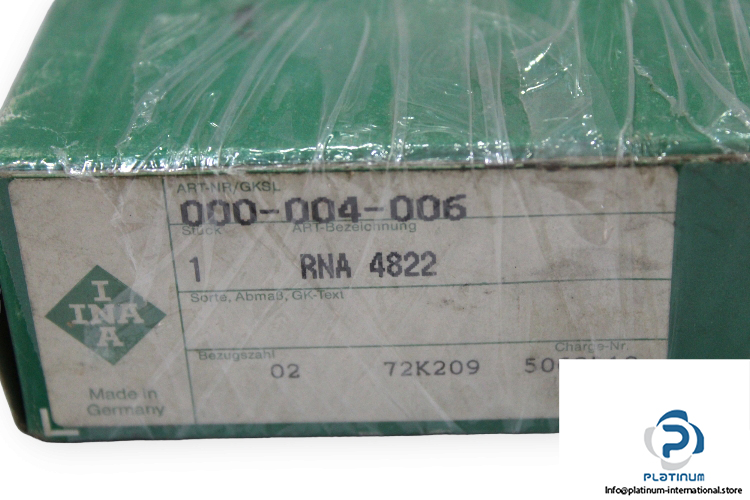 ART-NR/GKSL
000-004-006
Stück ART-Bezeichnung
1 RNA 4822
Sorte, Abmaß, GK-Text
I
INA
A
Bezugszahl Charge-Nr.
02 72K209
Made in
Germany
PLATINUM
Info@platinum-international.store